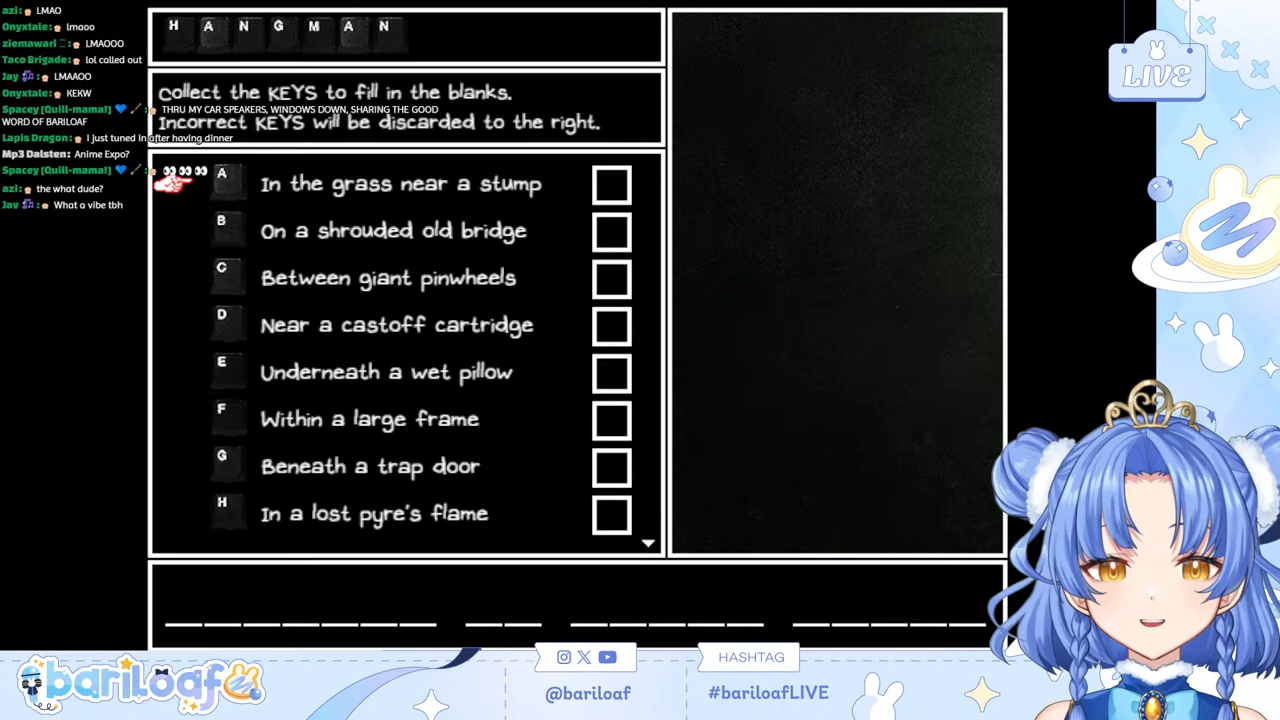 azi: LMAO
Onyxtale: lmaoo
ziemawari: LMAOOO
Taco Brigade: lol called out
Jay: LMAAOO
Onyxtale: KEKW
Spacey [Quill-mama!]: THRU MY CAR SPEAKERS, WINDOWS DOWN, SHARING THE GOOD
WORD OF BARILOAF
Lapis Dragon: I just tuned in after having dinner
Mp3 Dalsten: Anime Expo?
Spacey [Quill-mama!]: 👀👀👀
azi: the what dude?
Jay: What a vibe tbh
H A N G M A N
Collect the KEYS to fill in the blanks.
Incorrect KEYS will be discarded to the right.
A In the grass near a stump
B On a shrouded old bridge
C Between giant pinwheels
D Near a castoff cartridge
E Underneath a wet pillow
F Within a large frame
G Beneath a trap door
H In a lost pyre's flame
LIVE
bariloaf
@bariloaf
HASHTAG
#bariloafLIVE